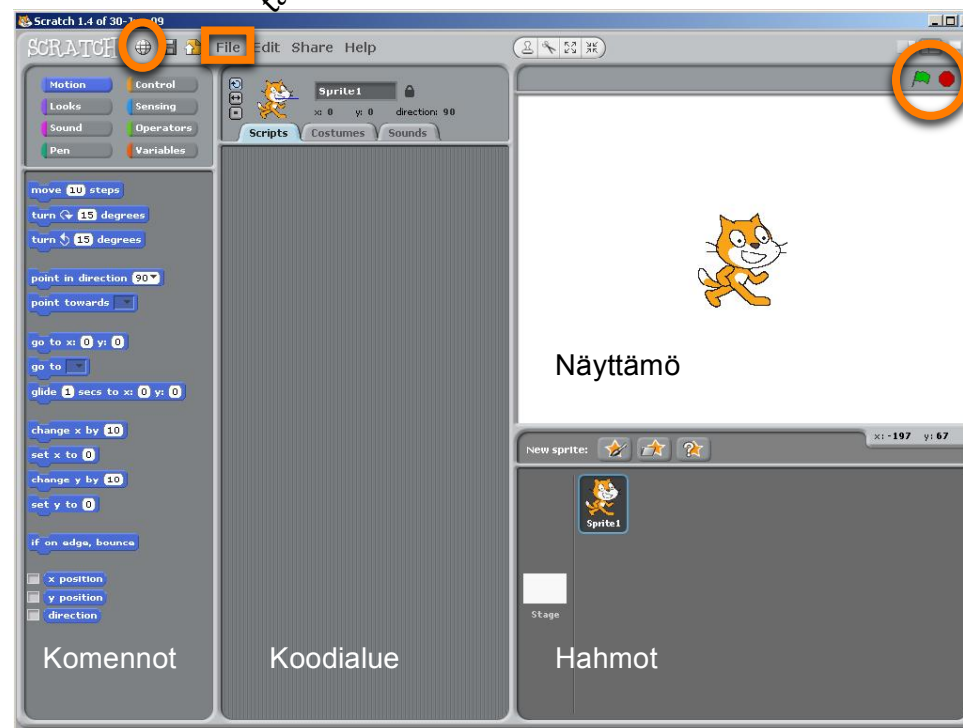 Scratch 1.4 of 30-Jun-09
SCRATCH File Edit Share Help
Motion Control
Looks Sensing
Sound Operators
Pen Variables
Sprite1
x: 0 y: 0 direction: 90
Scripts Costumes Sounds
move 10 steps
turn 15 degrees
turn 15 degrees
point in direction 90
point towards
go to x: 0 y: 0
go to
glide 1 secs to x: 0 y: 0
change x by 10
set x to 0
change y by 10
set y to 0
if on edge, bounce
x position
y position
direction
Komennot
Koodialue
Näyttämö
x: -197 y: 67
New sprite:
Sprite1
Stage
Hahmot